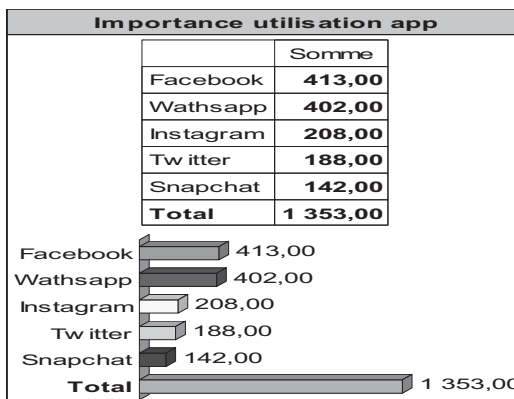 Importance utilisation app
Somme
Facebook 413,00
Wathsapp 402,00
Instagram 208,00
Tw itter 188,00
Snapchat 142,00
Total 1 353,00
Facebook 413,00
Wathsapp 402,00
Instagram 208,00
Tw itter 188,00
Snapchat 142,00
Total 1 353,00